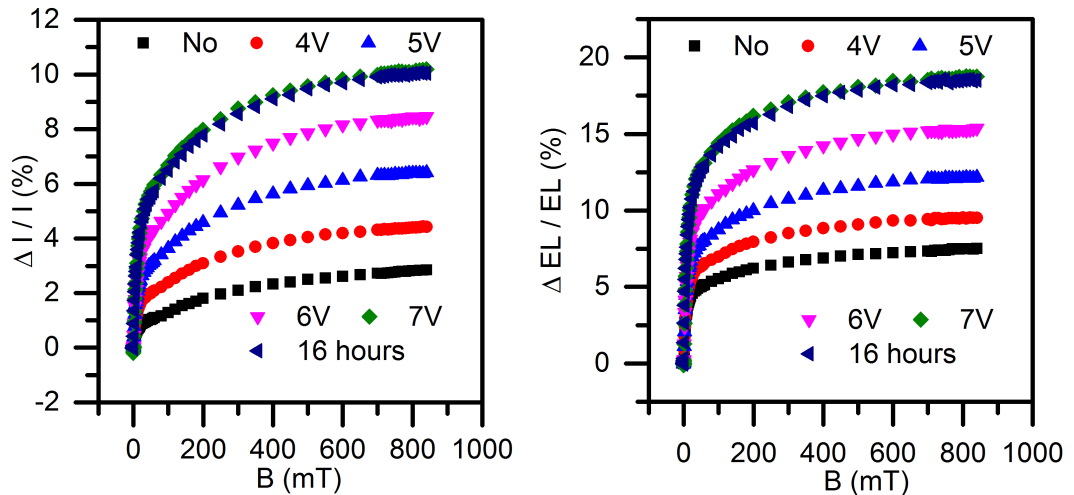 12
10
8
6
4
2
0
-2
Δ I / I (%)
No 4V 5V
6V 7V
16 hours
0 200 400 600 800 1000
B (mT)
20
15
10
5
0
Δ EL / EL (%)
No 4V 5V
6V 7V
16 hours
0 200 400 600 800 1000
B (mT)